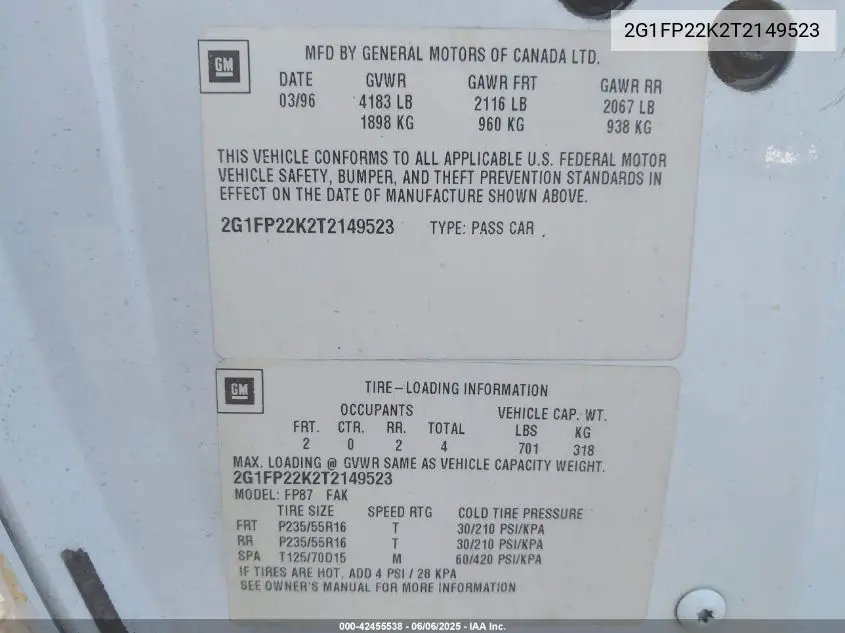 2G1FP22K2T2149523
GM
MFD BY GENERAL MOTORS OF CANADA LTD.
DATE GVWR GAWR FRT GAWR RR
03/96 4183 LB 2116 LB 2067 LB
1898 KG 960 KG 938 KG
THIS VEHICLE CONFORMS TO ALL APPLICABLE U.S. FEDERAL MOTOR
VEHICLE SAFETY, BUMPER, AND THEFT PREVENTION STANDARDS IN
EFFECT ON THE DATE OF MANUFACTURE SHOWN ABOVE.
2G1FP22K2T2149523 TYPE: PASS CAR
GM
TIRE-LOADING INFORMATION
OCCUPANTS VEHICLE CAP. WT.
FRT. CTR. RR. TOTAL LBS KG
2 0 2 4 701 318
MAX. LOADING @ GVWR SAME AS VEHICLE CAPACITY WEIGHT.
2G1FP22K2T2149523
MODEL: FP87 FAK
TIRE SIZE SPEED RTG COLD TIRE PRESSURE
FRT P235/55R16 T 30/210 PSI/KPA
RR P235/55R16 T 30/210 PSI/KPA
SPA T125/70D15 M 60/420 PSI/KPA
IF TIRES ARE HOT, ADD 4 PSI / 28 KPA
SEE OWNER'S MANUAL FOR MORE INFORMATION
000-42455538 - 06/06/2025 - IAA Inc.